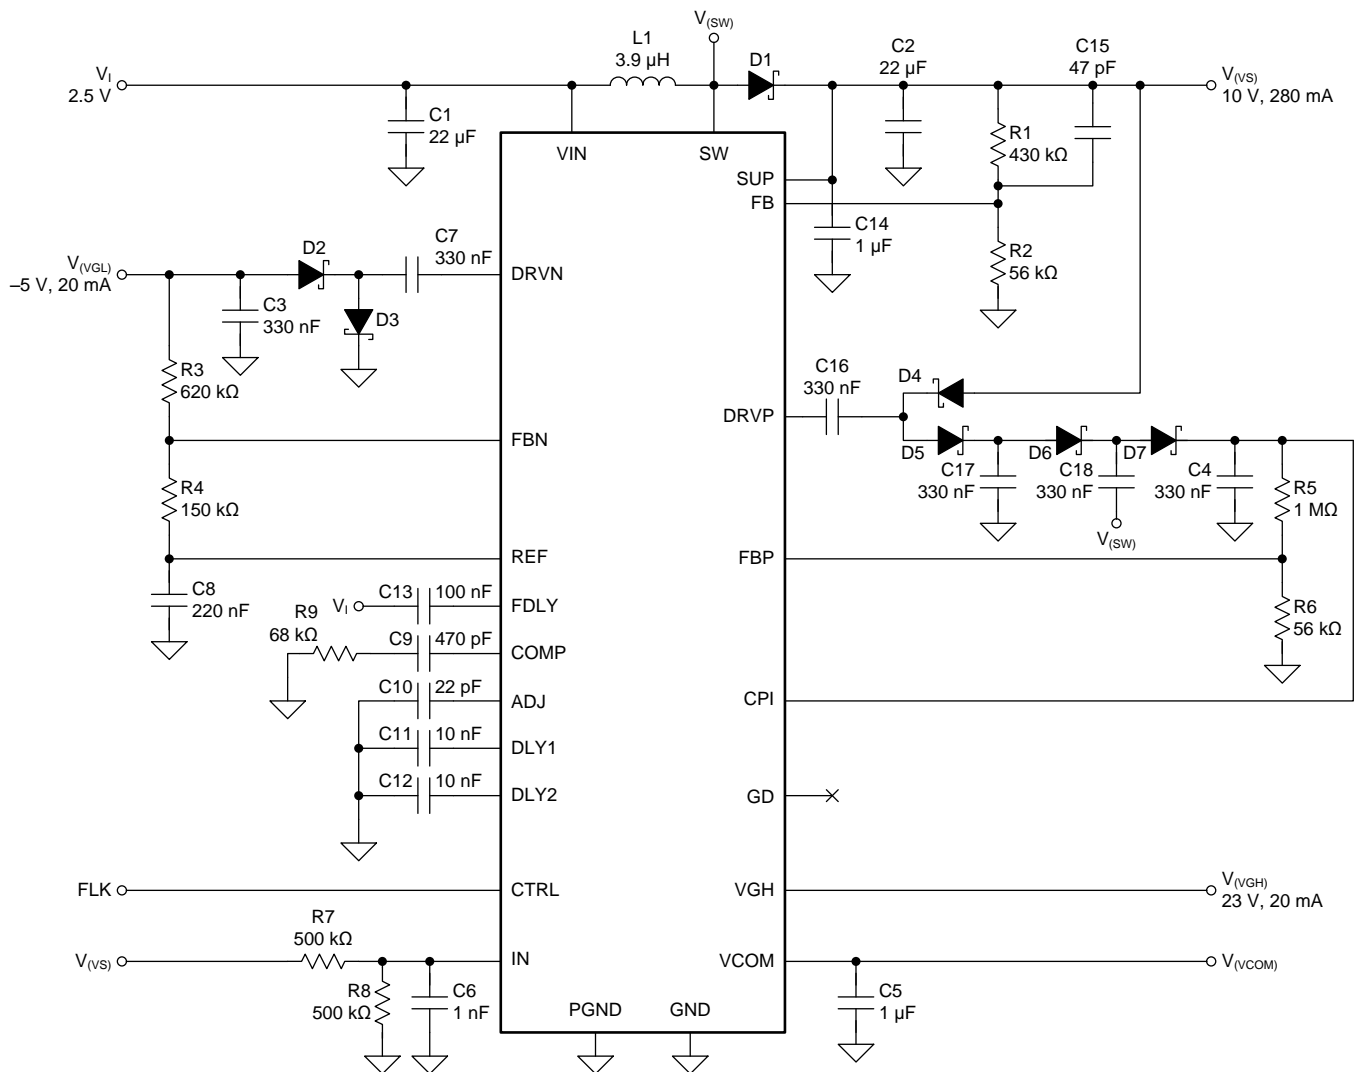 V(SW)
L1
3.9 µH
D1
C2
22 µF
C15
47 pF
VI
2.5 V
V(VS)
10 V, 280 mA
C1
22 µF
VIN
SW
R1
430 kΩ
SUP
FB
C14
1 µF
R2
56 kΩ
V(VGL)
–5 V, 20 mA
D2
C7
330 nF
DRVN
C3
330 nF
D3
R3
620 kΩ
C16
330 nF
D4
DRVP
FBN
D5
D6
D7
C17
330 nF
C18
330 nF
C4
330 nF
R5
1 MΩ
V(SW)
R4
150 kΩ
REF
FBP
C8
220 nF
VI
C13
100 nF
FDLY
R6
56 kΩ
R9
68 kΩ
C9
470 pF
COMP
C10
22 pF
ADJ
CPI
C11
10 nF
DLY1
C12
10 nF
DLY2
GD
FLK
CTRL
VGH
V(VGH)
23 V, 20 mA
R7
500 kΩ
V(VS)
IN
VCOM
V(VCOM)
R8
500 kΩ
C6
1 nF
C5
1 µF
PGND
GND